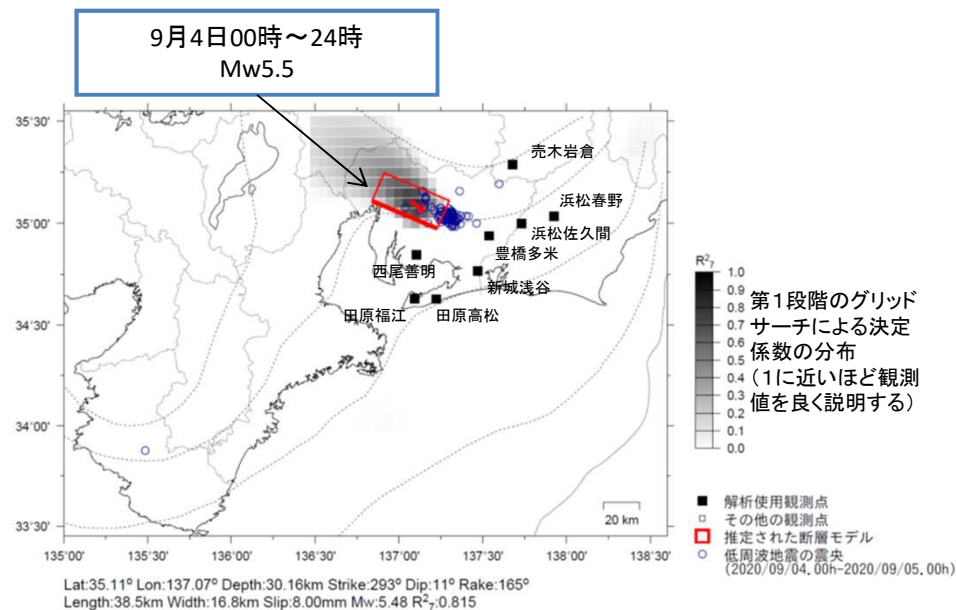 9月4日00時～24時
Mw5.5
35°30'
35°00'
34°30'
34°00'
33°30'
135°00'
135°30'
136°00'
136°30'
137°00'
137°30'
138°00'
138°30'
売木岩倉
浜松春野
浜松佐久間
豊橋多米
西尾善明
新城浅谷
田原福江
田原高松
20 km
R²₇
1.0
0.9
0.8
0.7
0.6
0.5
0.4
0.3
0.2
0.1
0.0
第１段階のグリッド
サーチによる決定
係数の分布
（１に近いほど観測
値を良く説明する）
解析使用観測点
その他の観測点
推定された断層モデル
低周波地震の震央
(2020/09/04.00h-2020/09/05.00h)
Lat:35.11° Lon:137.07° Depth:30.16km Strike:293° Dip:11° Rake:165°
Length:38.5km Width:16.8km Slip:8.00mm Mw:5.48 R²₇:0.815